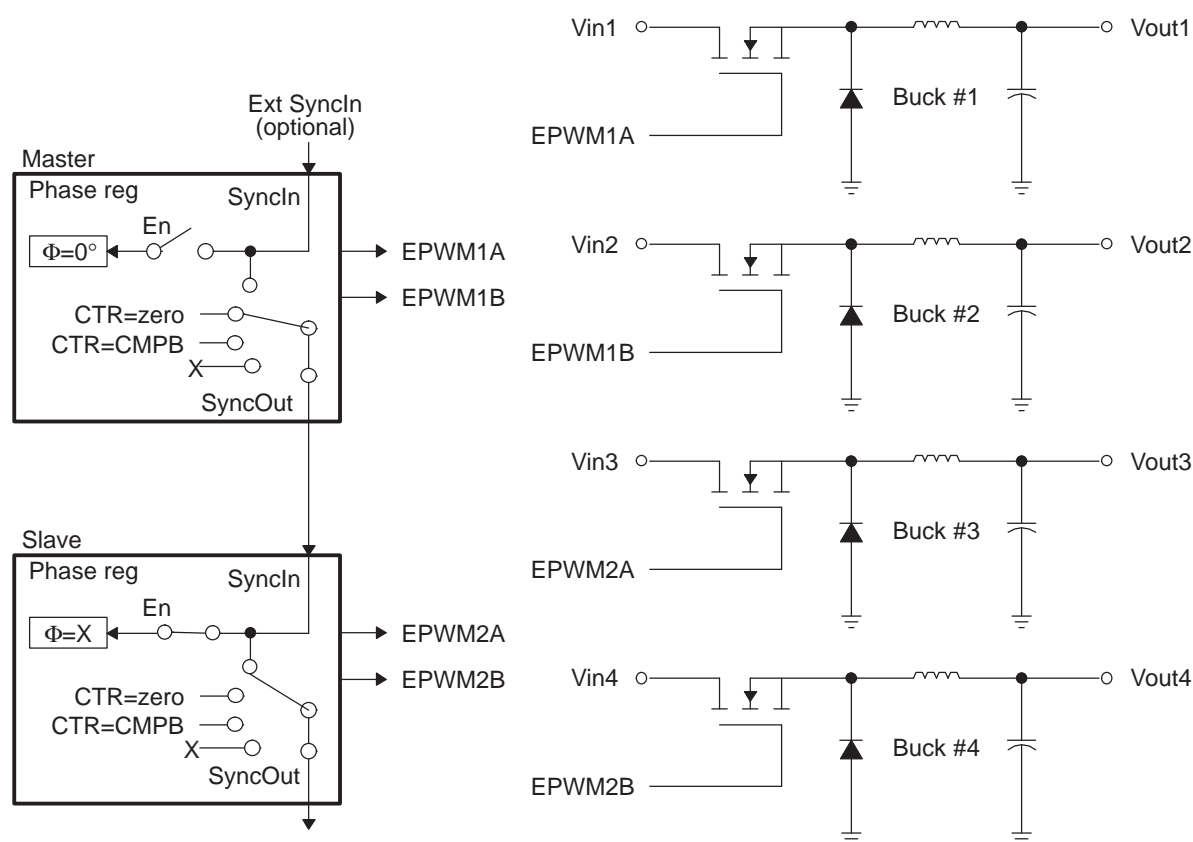 Ext SyncIn
(optional)
Master
Phase reg
SyncIn
En
Φ=0°
EPWM1A
EPWM1B
CTR=zero
CTR=CMPB
X
SyncOut
Slave
Phase reg
SyncIn
En
Φ=X
EPWM2A
EPWM2B
CTR=zero
CTR=CMPB
X
SyncOut
Vin1
Vout1
Buck #1
EPWM1A
Vin2
Vout2
Buck #2
EPWM1B
Vin3
Vout3
Buck #3
EPWM2A
Vin4
Vout4
Buck #4
EPWM2B